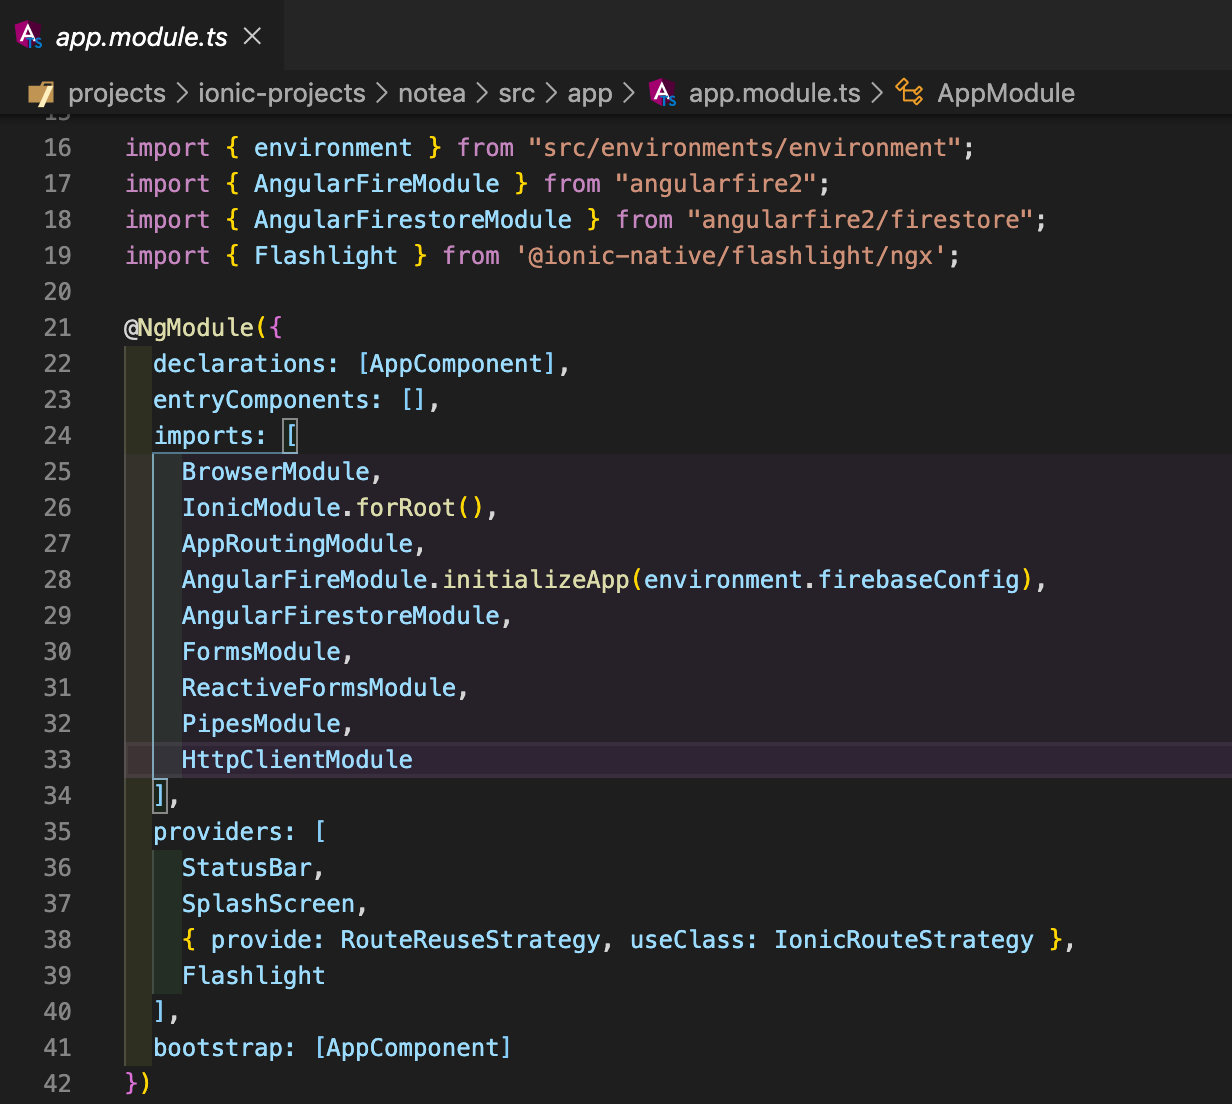 app.module.ts
projects > ionic-projects > notea > src > app > app.module.ts > AppModule
15
16 import { environment } from "src/environments/environment";
17 import { AngularFireModule } from "angularfire2";
18 import { AngularFirestoreModule } from "angularfire2/firestore";
19 import { Flashlight } from '@ionic-native/flashlight/ngx';
20
21 @NgModule({
22   declarations: [AppComponent],
23   entryComponents: [],
24   imports: [
25     BrowserModule,
26     IonicModule.forRoot(),
27     AppRoutingModule,
28     AngularFireModule.initializeApp(environment.firebaseConfig),
29     AngularFirestoreModule,
30     FormsModule,
31     ReactiveFormsModule,
32     PipesModule,
33     HttpClientModule
34   ],
35   providers: [
36     StatusBar,
37     SplashScreen,
38     { provide: RouteReuseStrategy, useClass: IonicRouteStrategy },
39     Flashlight
40   ],
41   bootstrap: [AppComponent]
42 })